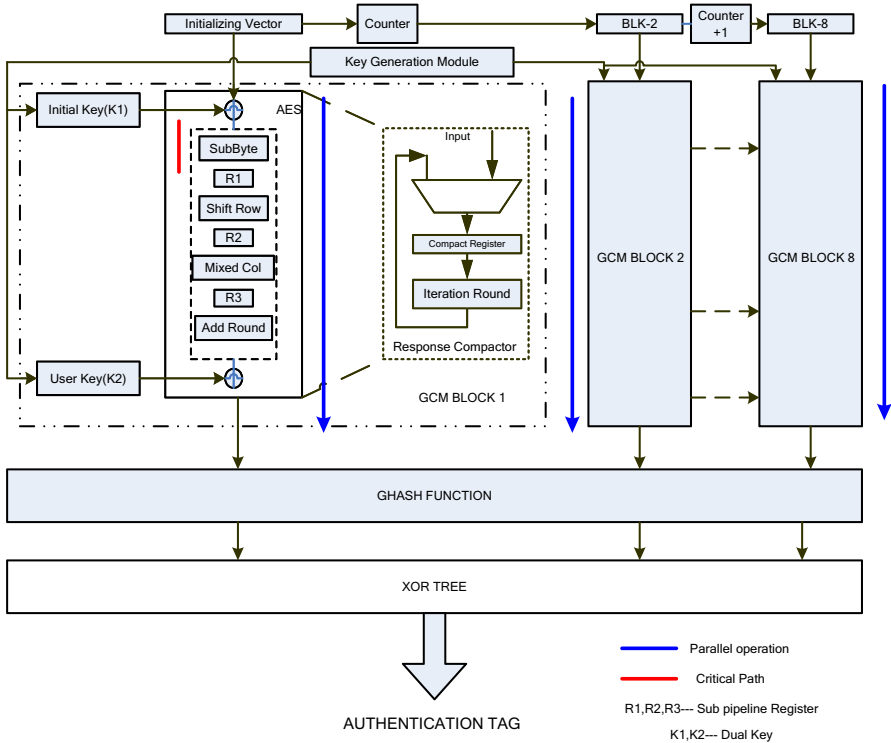 Initializing Vector
Counter
BLK-2
Counter
+1
BLK-8
Key Generation Module
Initial Key(K1)
AES
SubByte
R1
Shift Row
R2
Mixed Col
R3
Add Round
User Key(K2)
Input
Compact Register
Iteration Round
Response Compactor
GCM BLOCK 1
GCM BLOCK 2
GCM BLOCK 8
GHASH FUNCTION
XOR TREE
AUTHENTICATION TAG
Parallel operation
Critical Path
R1,R2,R3--- Sub pipeline Register
K1,K2--- Dual Key